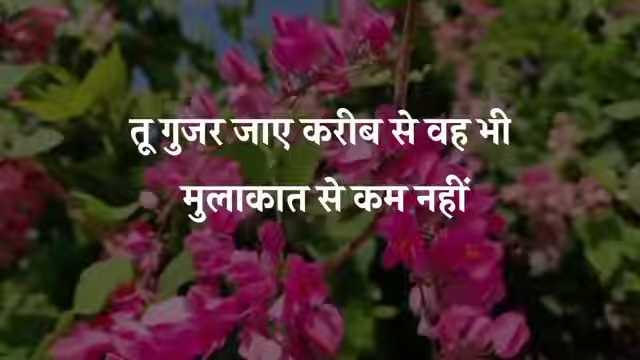 तू गुजर जाए करीब से वह भी
मुलाकात से कम नहीं